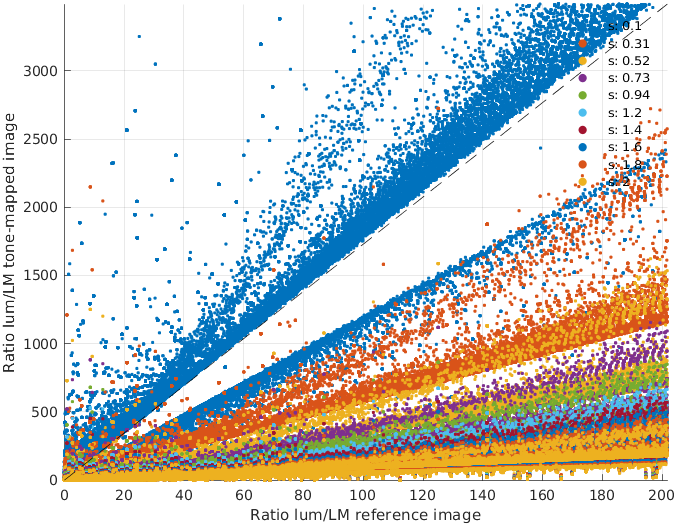 Ratio lum/LM tone-mapped image
3000
2500
2000
1500
1000
500
0
0 20 40 60 80 100 120 140 160 180 200
Ratio lum/LM reference image
s: 0.1
s: 0.31
s: 0.52
s: 0.73
s: 0.94
s: 1.2
s: 1.4
s: 1.6
s: 1.8
s: 2